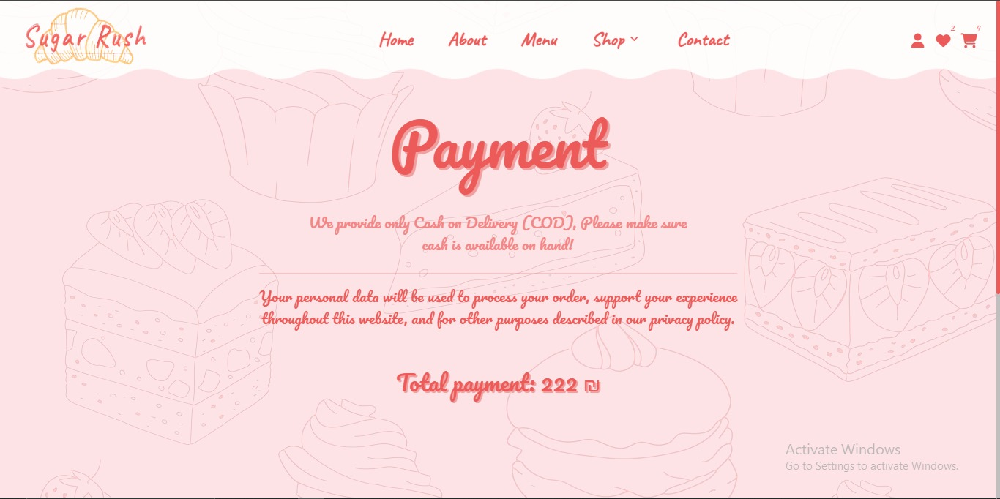 Sugar Rush
Home About Menu Shop Contact
2 4
Payment
We provide only Cash on Delivery (COD), Please make sure
cash is available on hand!
Your personal data will be used to process your order, support your experience
throughout this website, and for other purposes described in our privacy policy.
Total payment: 222 ₪
Activate Windows
Go to Settings to activate Windows.